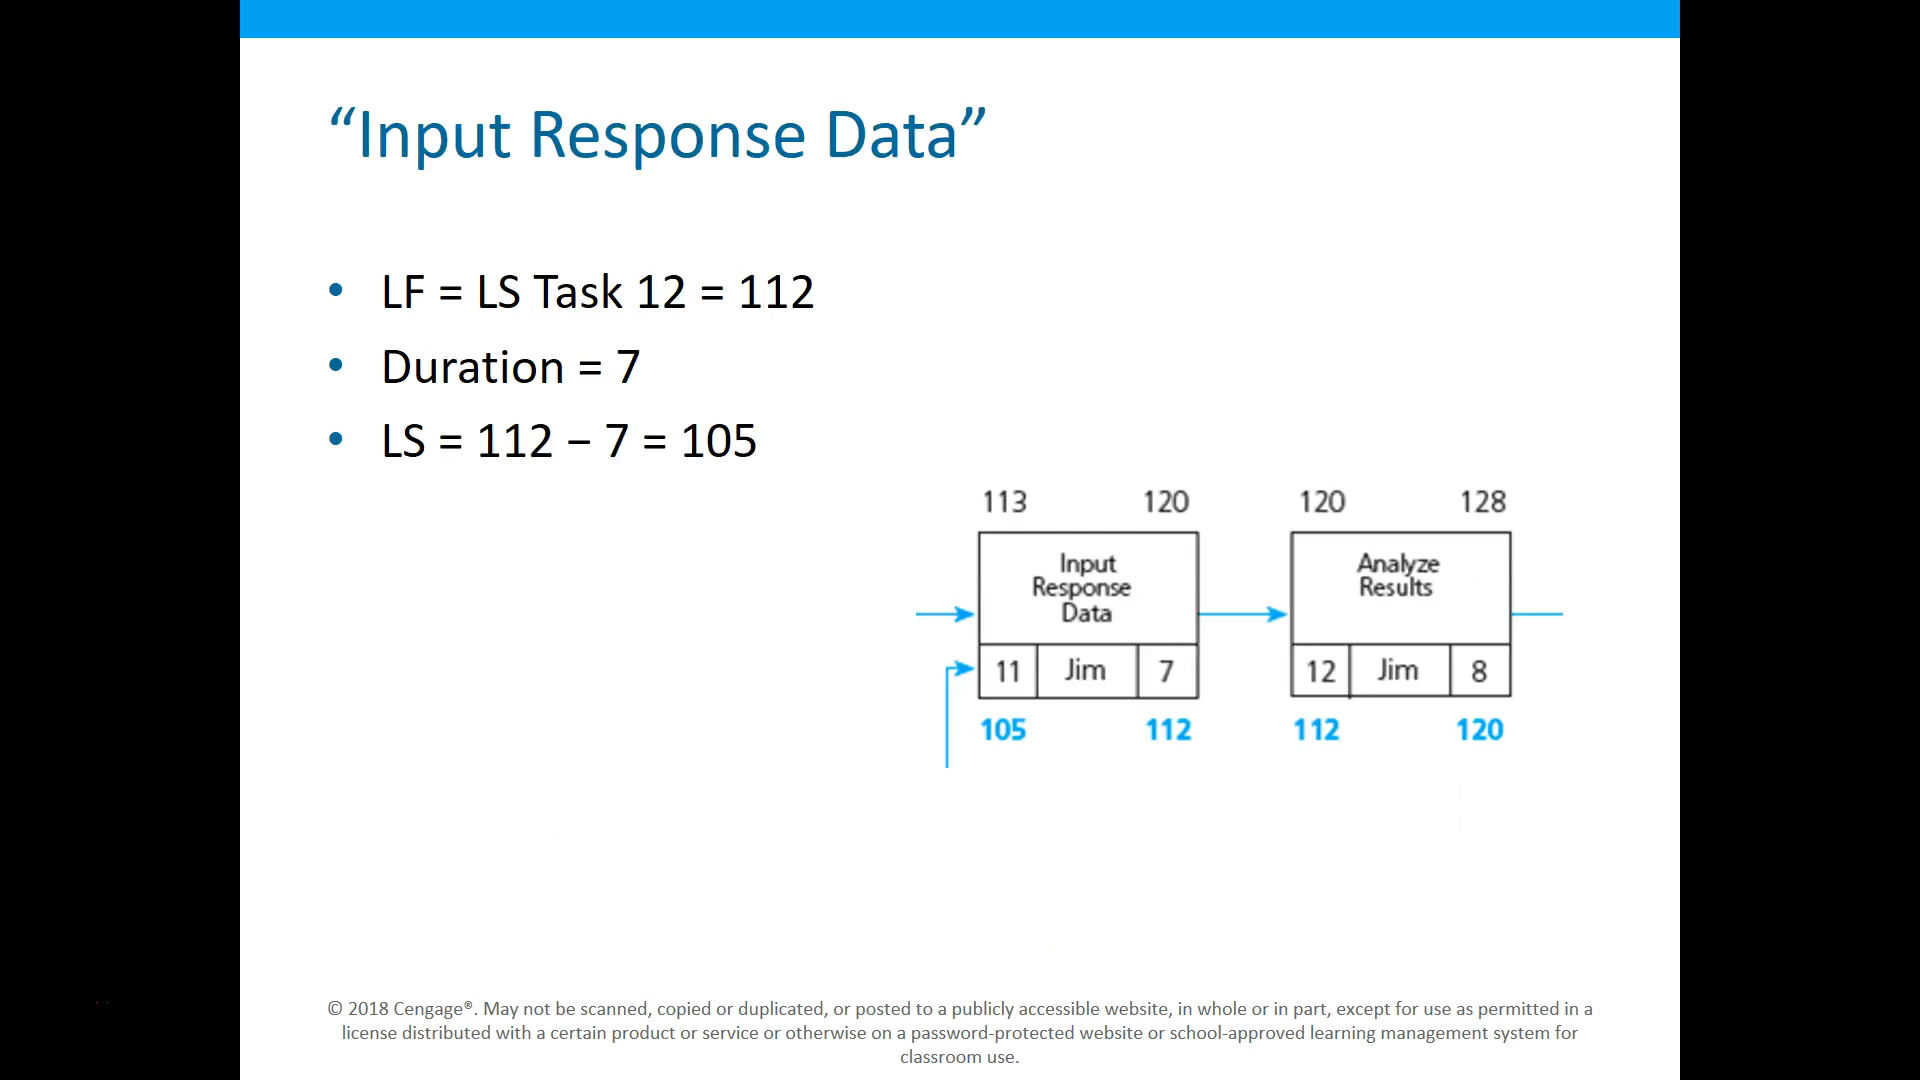 “Input Response Data”
• LF = LS Task 12 = 112
• Duration = 7
• LS = 112 – 7 = 105
113 120 120 128
Input
Response
Data
Analyze
Results
11 Jim 7 12 Jim 8
105 112 112 120
© 2018 Cengage®. May not be scanned, copied or duplicated, or posted to a publicly accessible website, in whole or in part, except for use as permitted in a
license distributed with a certain product or service or otherwise on a password-protected website or school-approved learning management system for
classroom use.